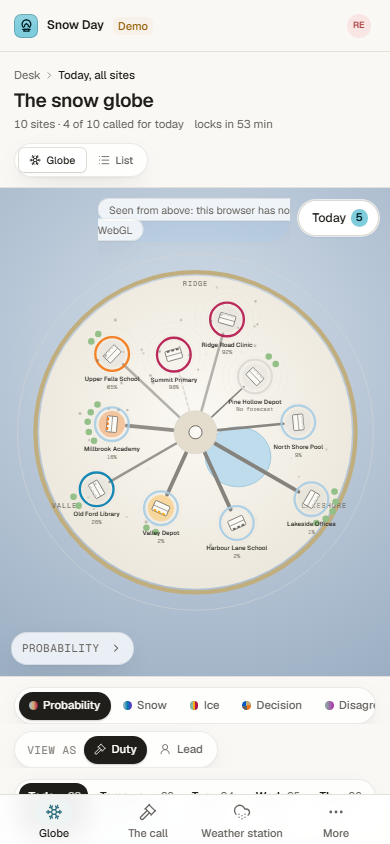 Snow Day Demo RE
Desk > Today, all sites
The snow globe
10 sites · 4 of 10 called for today locks in 53 min
Globe List
Seen from above: this browser has no
WebGL
Today 5
RIDGE
Ridge Road Clinic
92%
Upper Fells School
65%
Summit Primary
98%
Pine Hollow Depot
No forecast
Millbrook Academy
16%
North Shore Pool
9%
Old Ford Library
26%
Valley Depot
2%
Lakeside Offices
2%
Harbour Lane School
2%
PROBABILITY >
Probability Snow Ice Decision Disagre
VIEW AS Duty Lead
Globe The call Weather station More